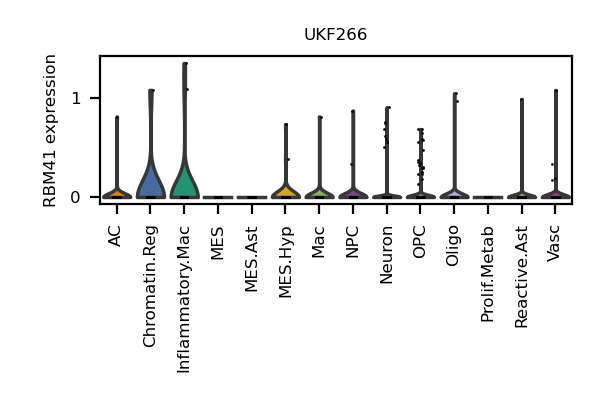 UKF266
RBM41 expression
1
0
AC
Chromatin.Reg
Inflammatory.Mac
MES
MES.Ast
MES.Hyp
Mac
NPC
Neuron
OPC
Oligo
Prolif.Metab
Reactive.Ast
Vasc